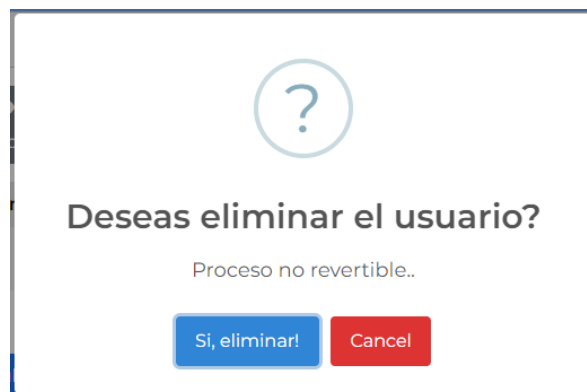 ?
Deseas eliminar el usuario?
Proceso no revertible..
Si, eliminar!
Cancel